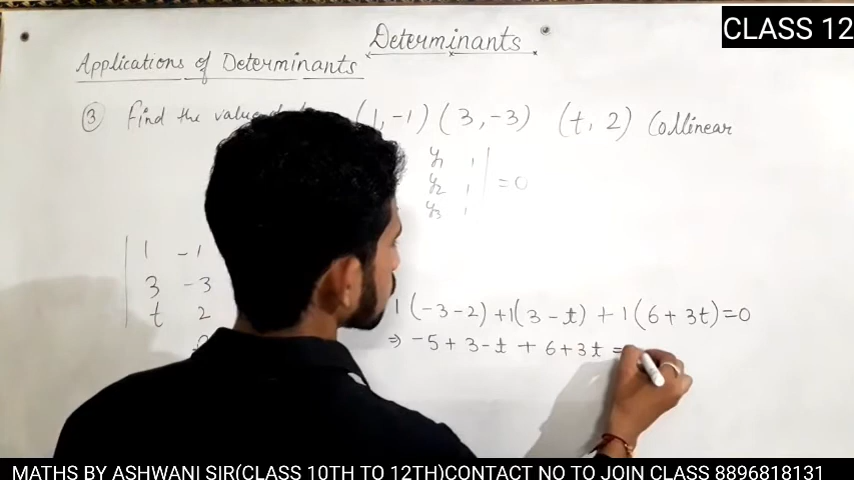 CLASS 12
Determinants
Applications of Determinants
③ Find the value (1, -1) (3, -3) (t, 2) Collinear
y₁ 1
y₂ 1 = 0
y₃ 1
1 -1
3 -3
t 2
1(-3-2) +1(3-t) + 1(6+3t)=0
⇒ -5+3-t + 6+3t =
MATHS BY ASHWANI SIR(CLASS 10TH TO 12TH)CONTACT NO TO JOIN CLASS 8896818131